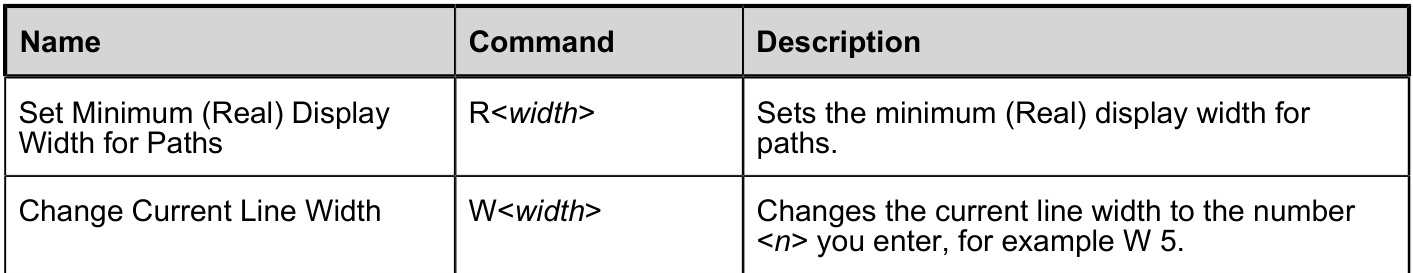 Name Command Description
Set Minimum (Real) Display
Width for Paths
R<width>
Sets the minimum (Real) display width for
paths.
Change Current Line Width
W<width>
Changes the current line width to the number
<n> you enter, for example W 5.